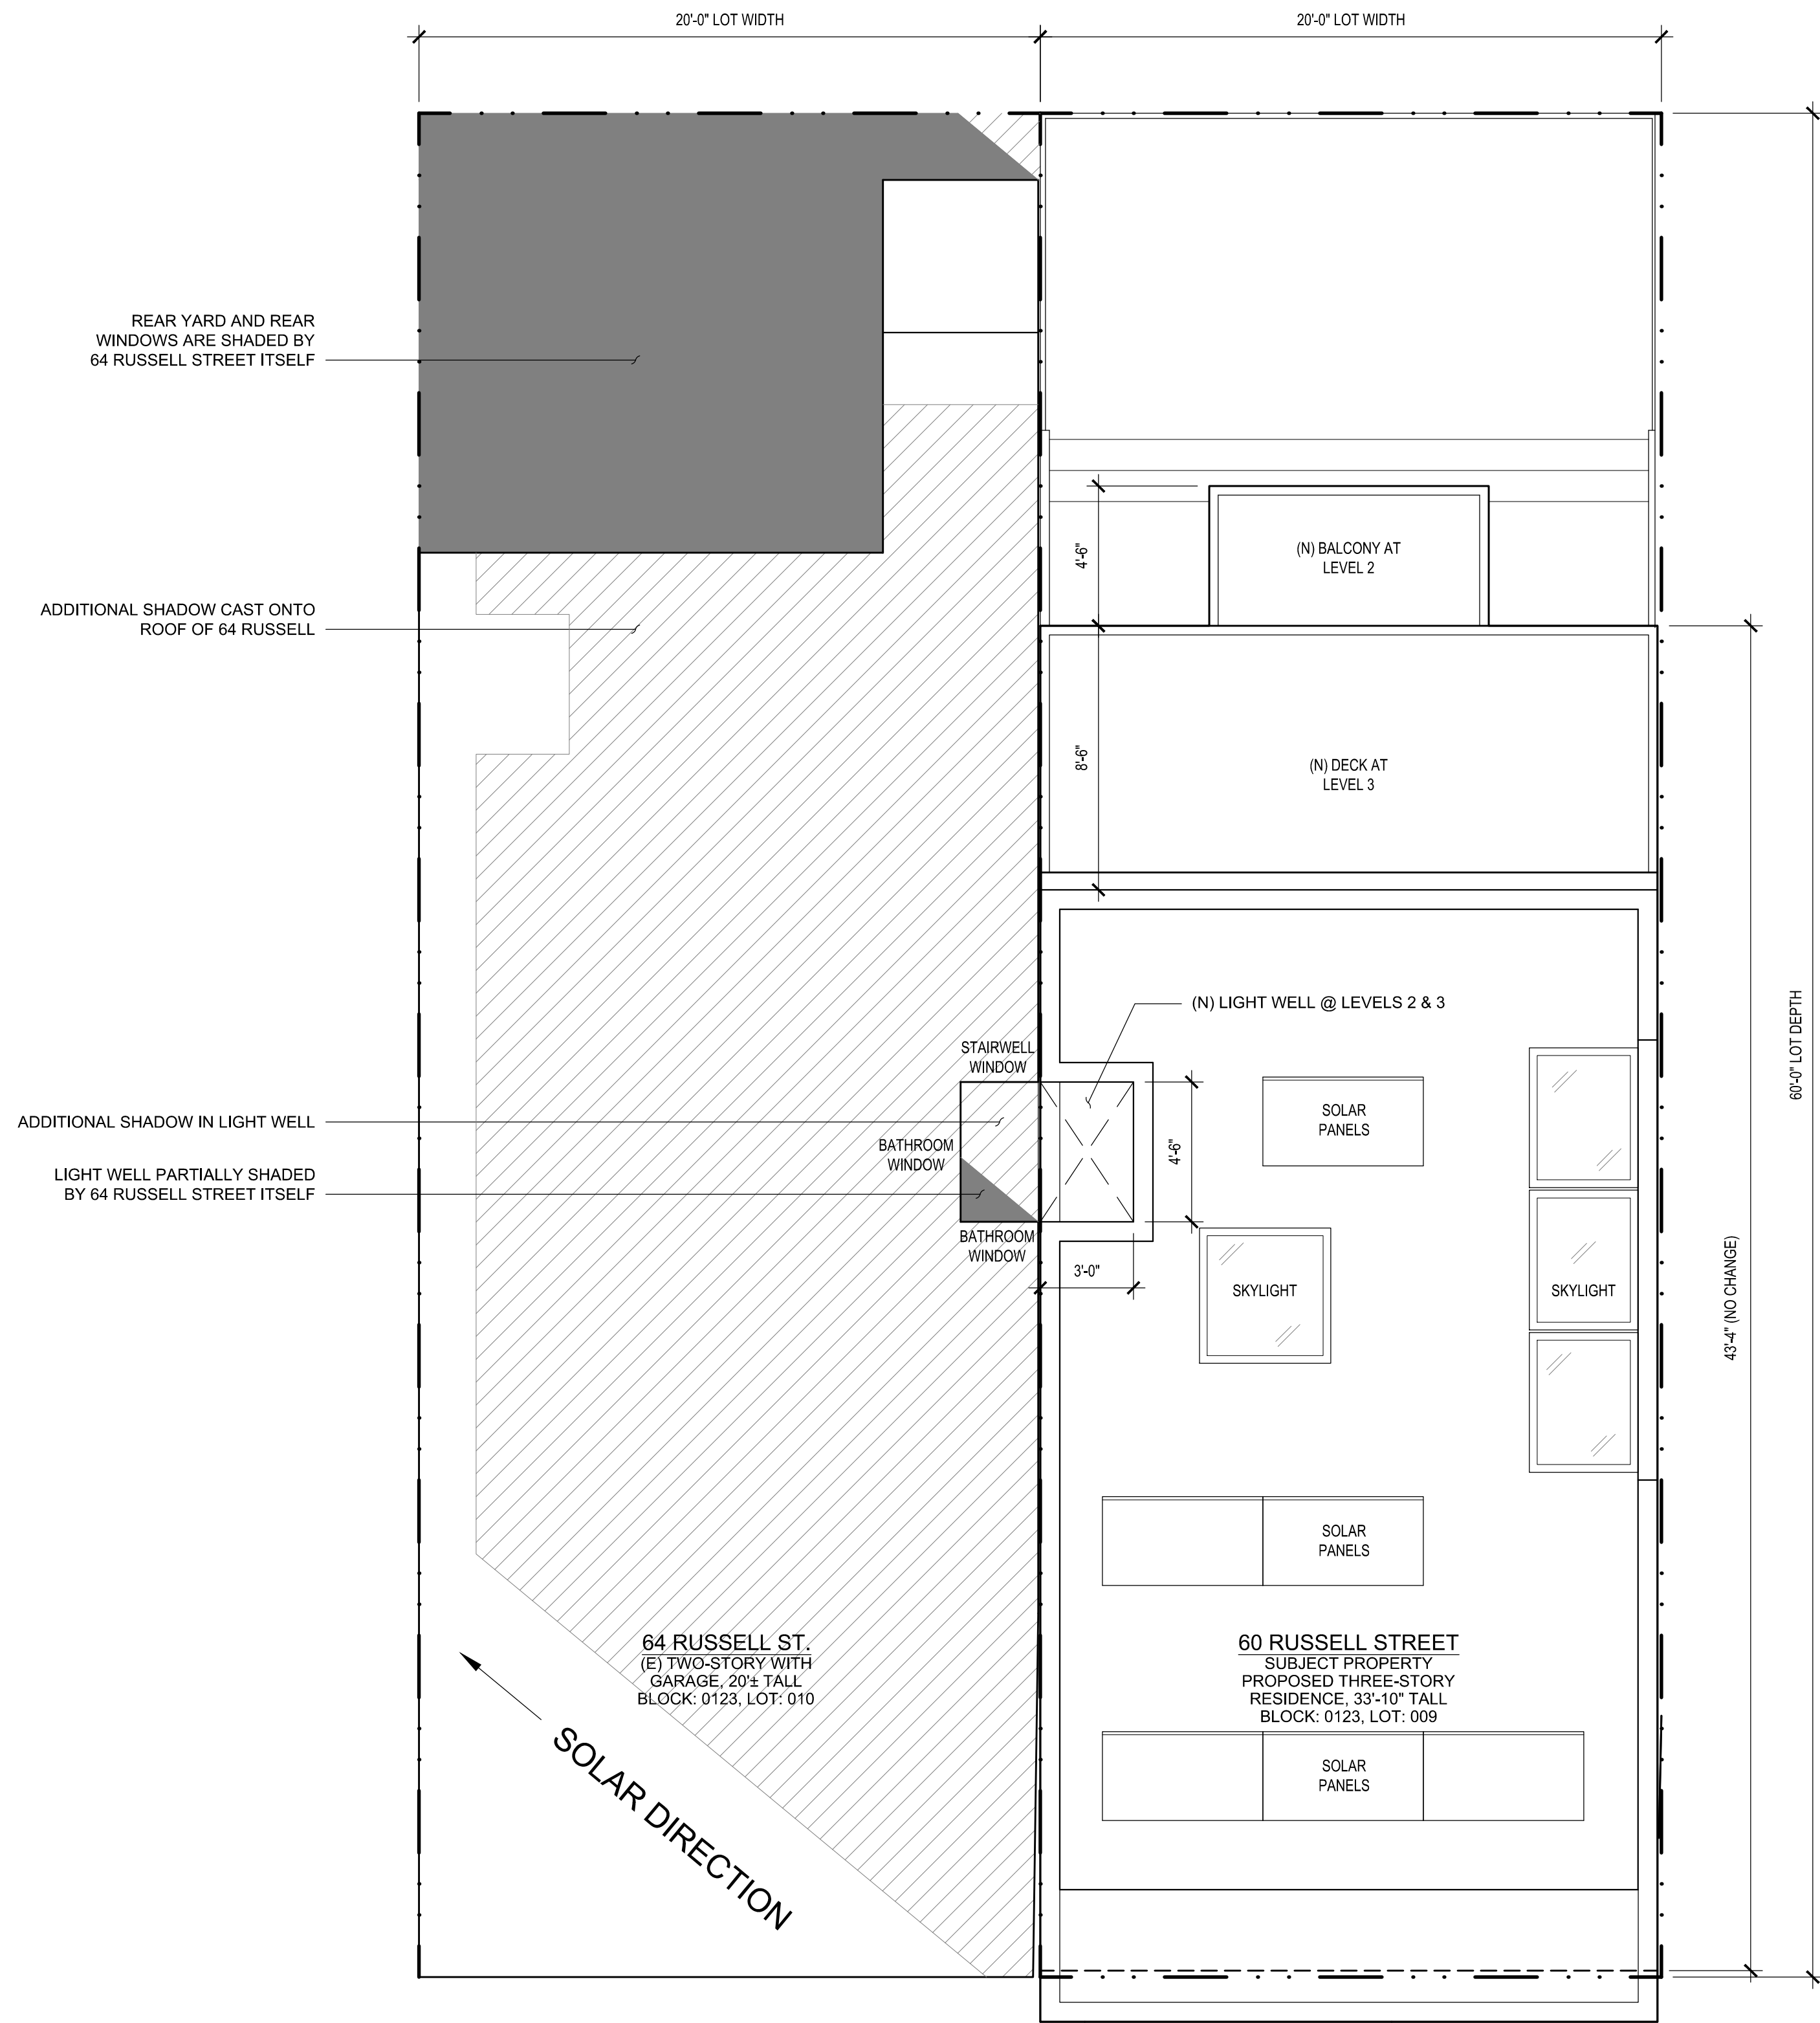 20'-0" LOT WIDTH
20'-0" LOT WIDTH
REAR YARD AND REAR
WINDOWS ARE SHADED BY
64 RUSSELL STREET ITSELF
4'-6"
(N) BALCONY AT
LEVEL 2
ADDITIONAL SHADOW CAST ONTO
ROOF OF 64 RUSSELL
8'-6"
(N) DECK AT
LEVEL 3
(N) LIGHT WELL @ LEVELS 2 & 3
60'-0" LOT DEPTH
STAIRWELL
WINDOW
ADDITIONAL SHADOW IN LIGHT WELL
SOLAR
PANELS
BATHROOM
WINDOW
4'-6"
LIGHT WELL PARTIALLY SHADED
BY 64 RUSSELL STREET ITSELF
BATHROOM
WINDOW
3'-0"
SKYLIGHT
SKYLIGHT
43'-4" (NO CHANGE)
SOLAR
PANELS
64 RUSSELL ST.
(E) TWO-STORY WITH
GARAGE, 20'± TALL
BLOCK: 0123, LOT: 010
60 RUSSELL STREET
SUBJECT PROPERTY
PROPOSED THREE-STORY
RESIDENCE, 33'-10" TALL
BLOCK: 0123, LOT: 009
SOLAR DIRECTION
SOLAR
PANELS